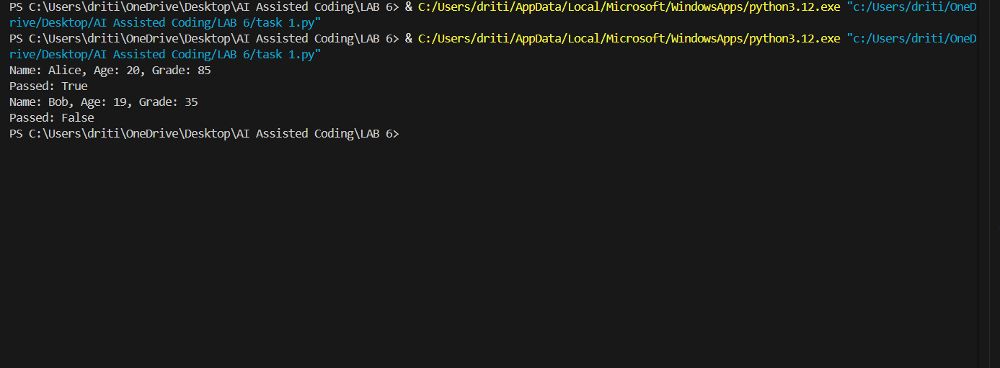 PS C:\Users\driti\OneDrive\Desktop\AI Assisted Coding\LAB 6> & C:/Users/driti/AppData/Local/Microsoft/WindowsApps/python3.12.exe "c:/Users/driti/OneD
rive/Desktop/AI Assisted Coding/LAB 6/task 1.py"
PS C:\Users\driti\OneDrive\Desktop\AI Assisted Coding\LAB 6> & C:/Users/driti/AppData/Local/Microsoft/WindowsApps/python3.12.exe "c:/Users/driti/OneD
rive/Desktop/AI Assisted Coding/LAB 6/task 1.py"
Name: Alice, Age: 20, Grade: 85
Passed: True
Name: Bob, Age: 19, Grade: 35
Passed: False
PS C:\Users\driti\OneDrive\Desktop\AI Assisted Coding\LAB 6>